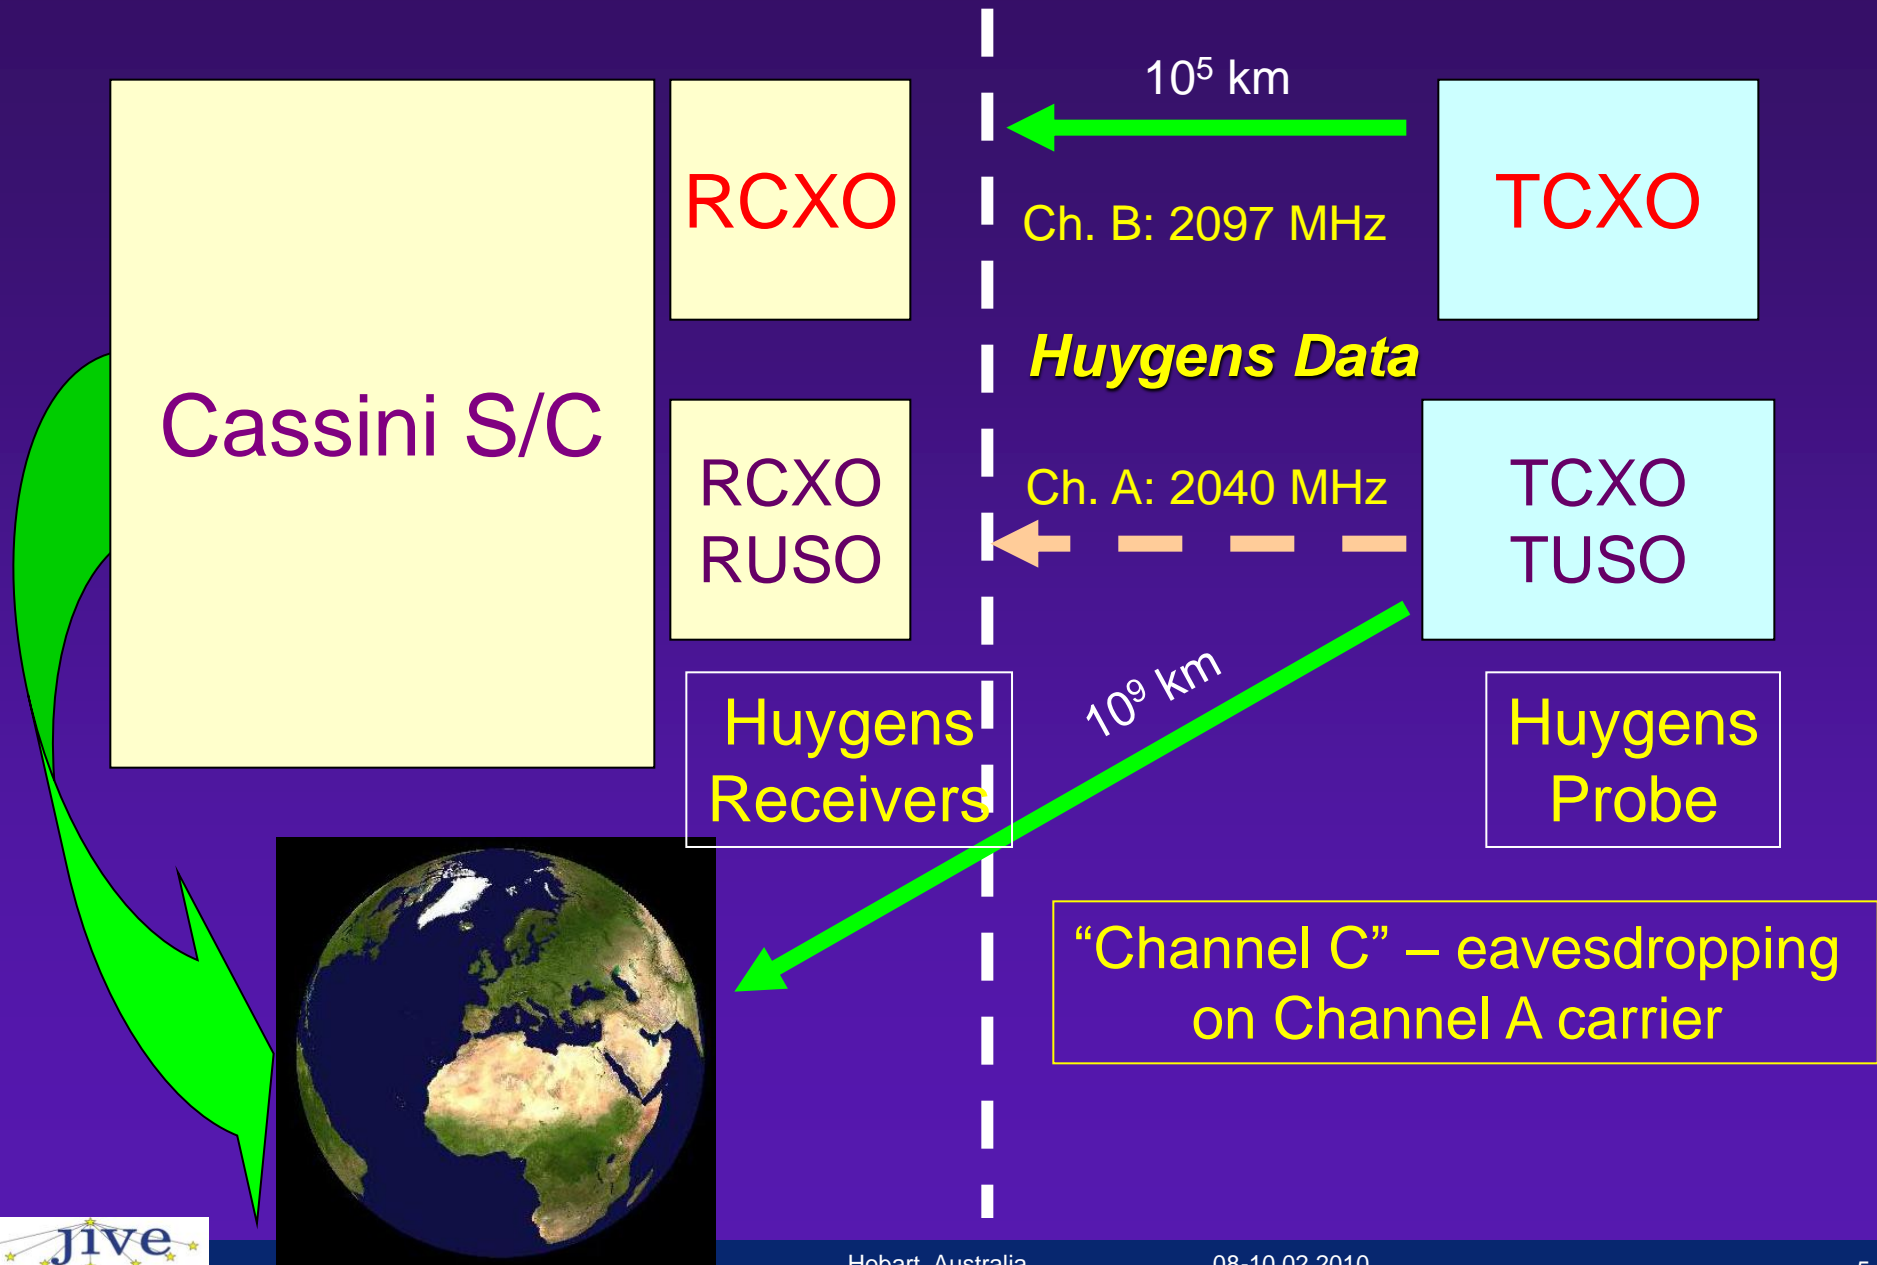 10⁵ km
RCXO
TCXO
Ch. B: 2097 MHz
Huygens Data
Cassini S/C
RCXO
RUSO
Ch. A: 2040 MHz
TCXO
TUSO
10⁹ km
Huygens
Receivers
Huygens
Probe
“Channel C” – eavesdropping
on Channel A carrier
jive
Hobart, Australia
08-10.02.2010
5